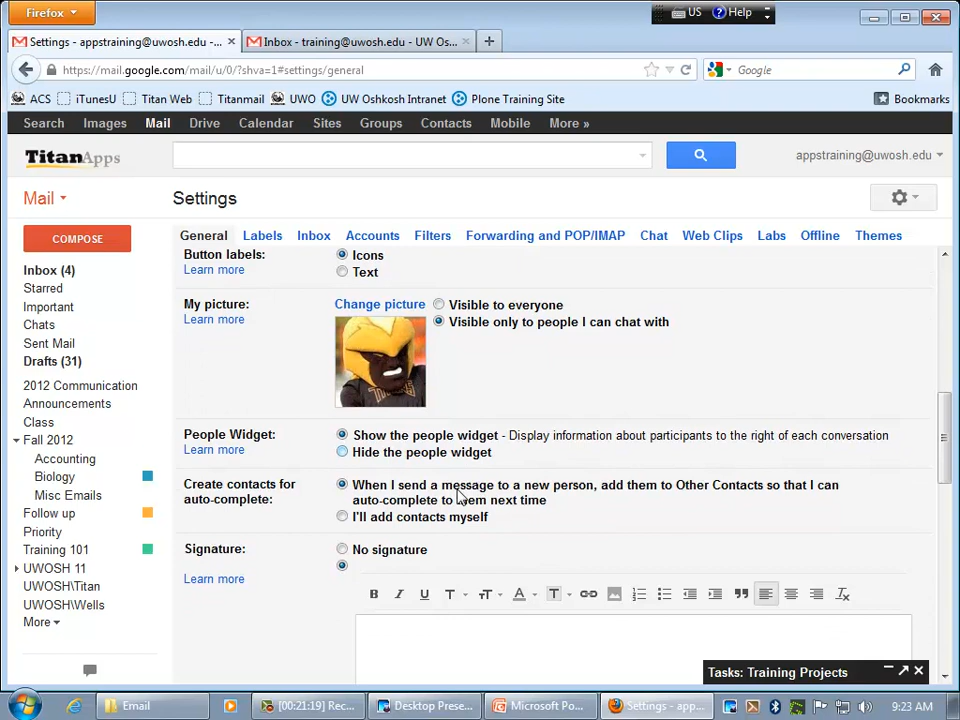 Firefox
US Help
Settings - appstraining@uwosh.edu -...
Inbox - training@uwosh.edu - UW Os...
https://mail.google.com/mail/u/0/?shva=1#settings/general
Google
ACS iTunesU Titan Web Titanmail UWO UW Oshkosh Intranet Plone Training Site Bookmarks
Search Images Mail Drive Calendar Sites Groups Contacts Mobile More »
TitanApps
appstraining@uwosh.edu
Mail
Settings
COMPOSE
General Labels Inbox Accounts Filters Forwarding and POP/IMAP Chat Web Clips Labs Offline Themes
Inbox (4)
Starred
Important
Chats
Sent Mail
Drafts (31)
2012 Communication
Announcements
Class
Fall 2012
Accounting
Biology
Misc Emails
Follow up
Priority
Training 101
UWOSH 11
UWOSH\Titan
UWOSH\Wells
More
Button labels:
Learn more
Icons
Text
My picture:
Learn more
Change picture
Visible to everyone
Visible only to people I can chat with
TITANS
People Widget:
Learn more
Show the people widget - Display information about participants to the right of each conversation
Hide the people widget
Create contacts for
auto-complete:
When I send a message to a new person, add them to Other Contacts so that I can
auto-complete to them next time
I'll add contacts myself
Signature:
Learn more
No signature
B I U T T A T
Tasks: Training Projects
Email
[00:21:19] Rec...
Desktop Prese...
Microsoft Po...
Settings - app...
9:23 AM